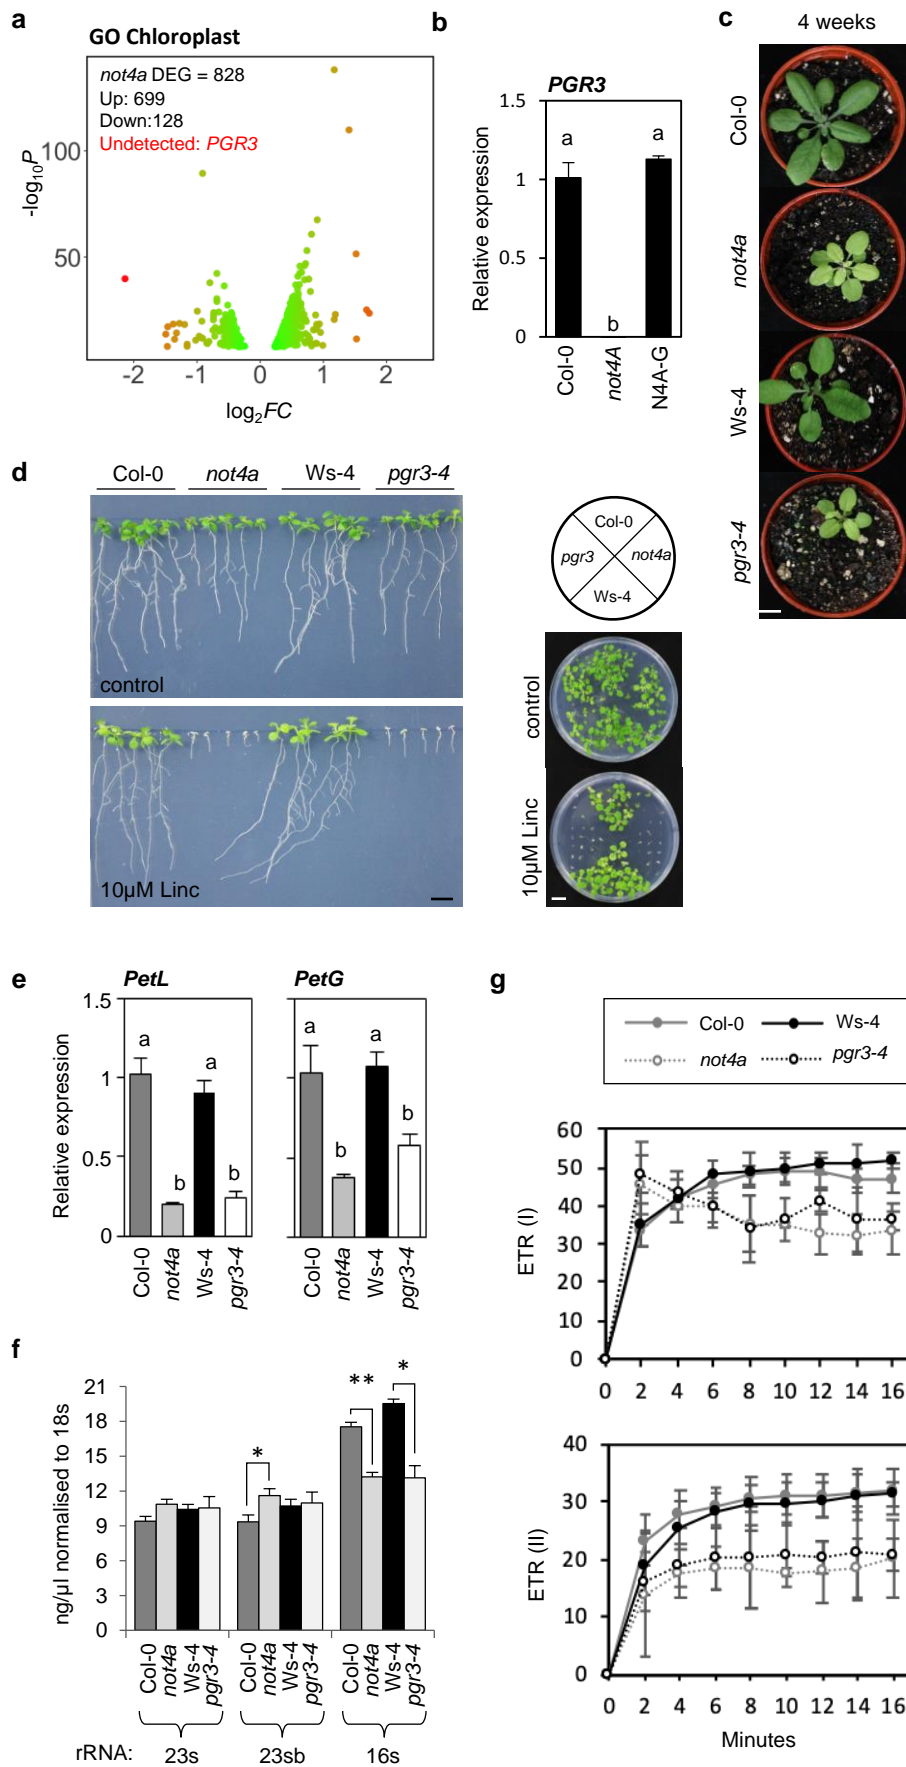 a
GO Chloroplast
not4a DEG = 828
Up: 699
Down:128
Undetected: PGR3
100
50
-log10P
-2
-1
0
1
2
log2FC
b
PGR3
1.5
1
0.5
0
Relative expression
a
b
a
Col-0
not4A
N4A-G
c
4 weeks
Col-0
not4a
Ws-4
pgr3-4
d
Col-0
not4a
Ws-4
pgr3-4
control
10µM Linc
Col-0
pgr3
not4a
Ws-4
control
10µM Linc
e
PetL
PetG
1.5
1
0.5
0
Relative expression
a
b
a
b
a
b
a
b
Col-0
not4a
Ws-4
pgr3-4
Col-0
not4a
Ws-4
pgr3-4
f
21
18
15
12
9
6
3
0
ng/µl normalised to 18s
*
**
*
Col-0
not4a
Ws-4
pgr3-4
Col-0
not4a
Ws-4
pgr3-4
Col-0
not4a
Ws-4
pgr3-4
rRNA:
23s
23sb
16s
g
Col-0
Ws-4
not4a
pgr3-4
60
50
40
30
20
10
0
ETR (I)
0 2 4 6 8 10 12 14 16
40
30
20
10
0
ETR (II)
0 2 4 6 8 10 12 14 16
Minutes